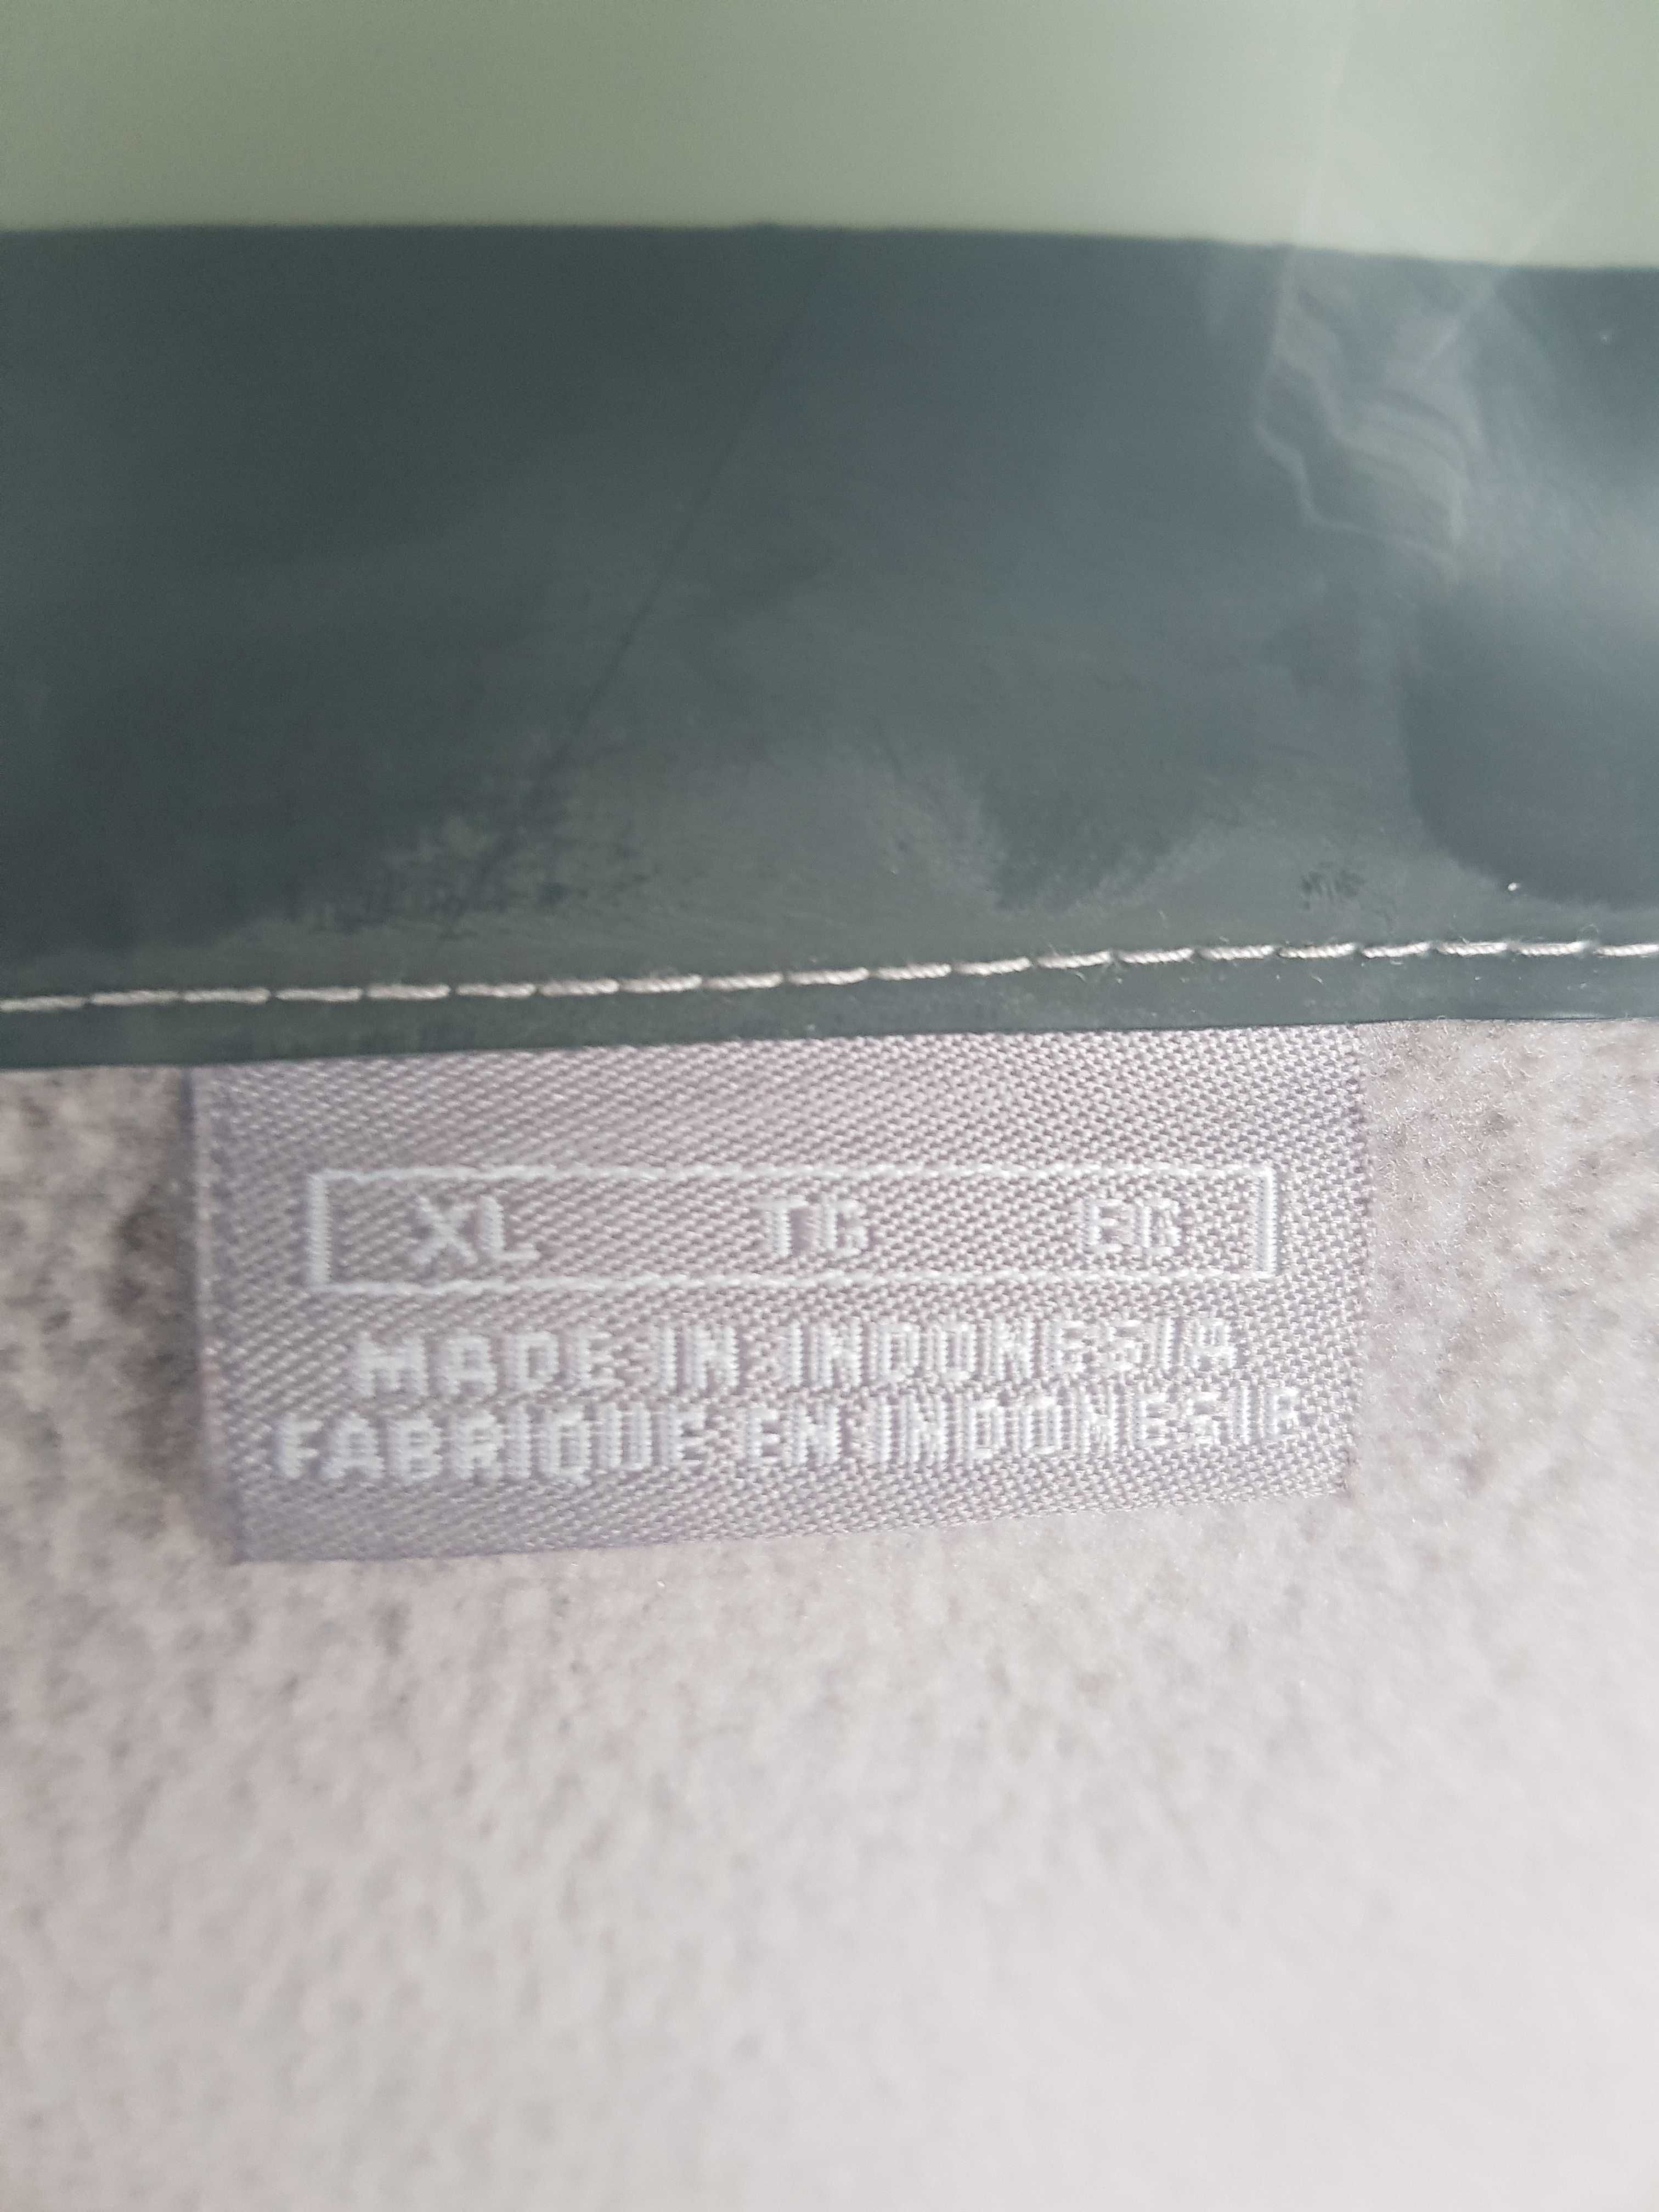 XL TG EG
MADE IN INDONESIA
FABRIQUE EN INDONESIE